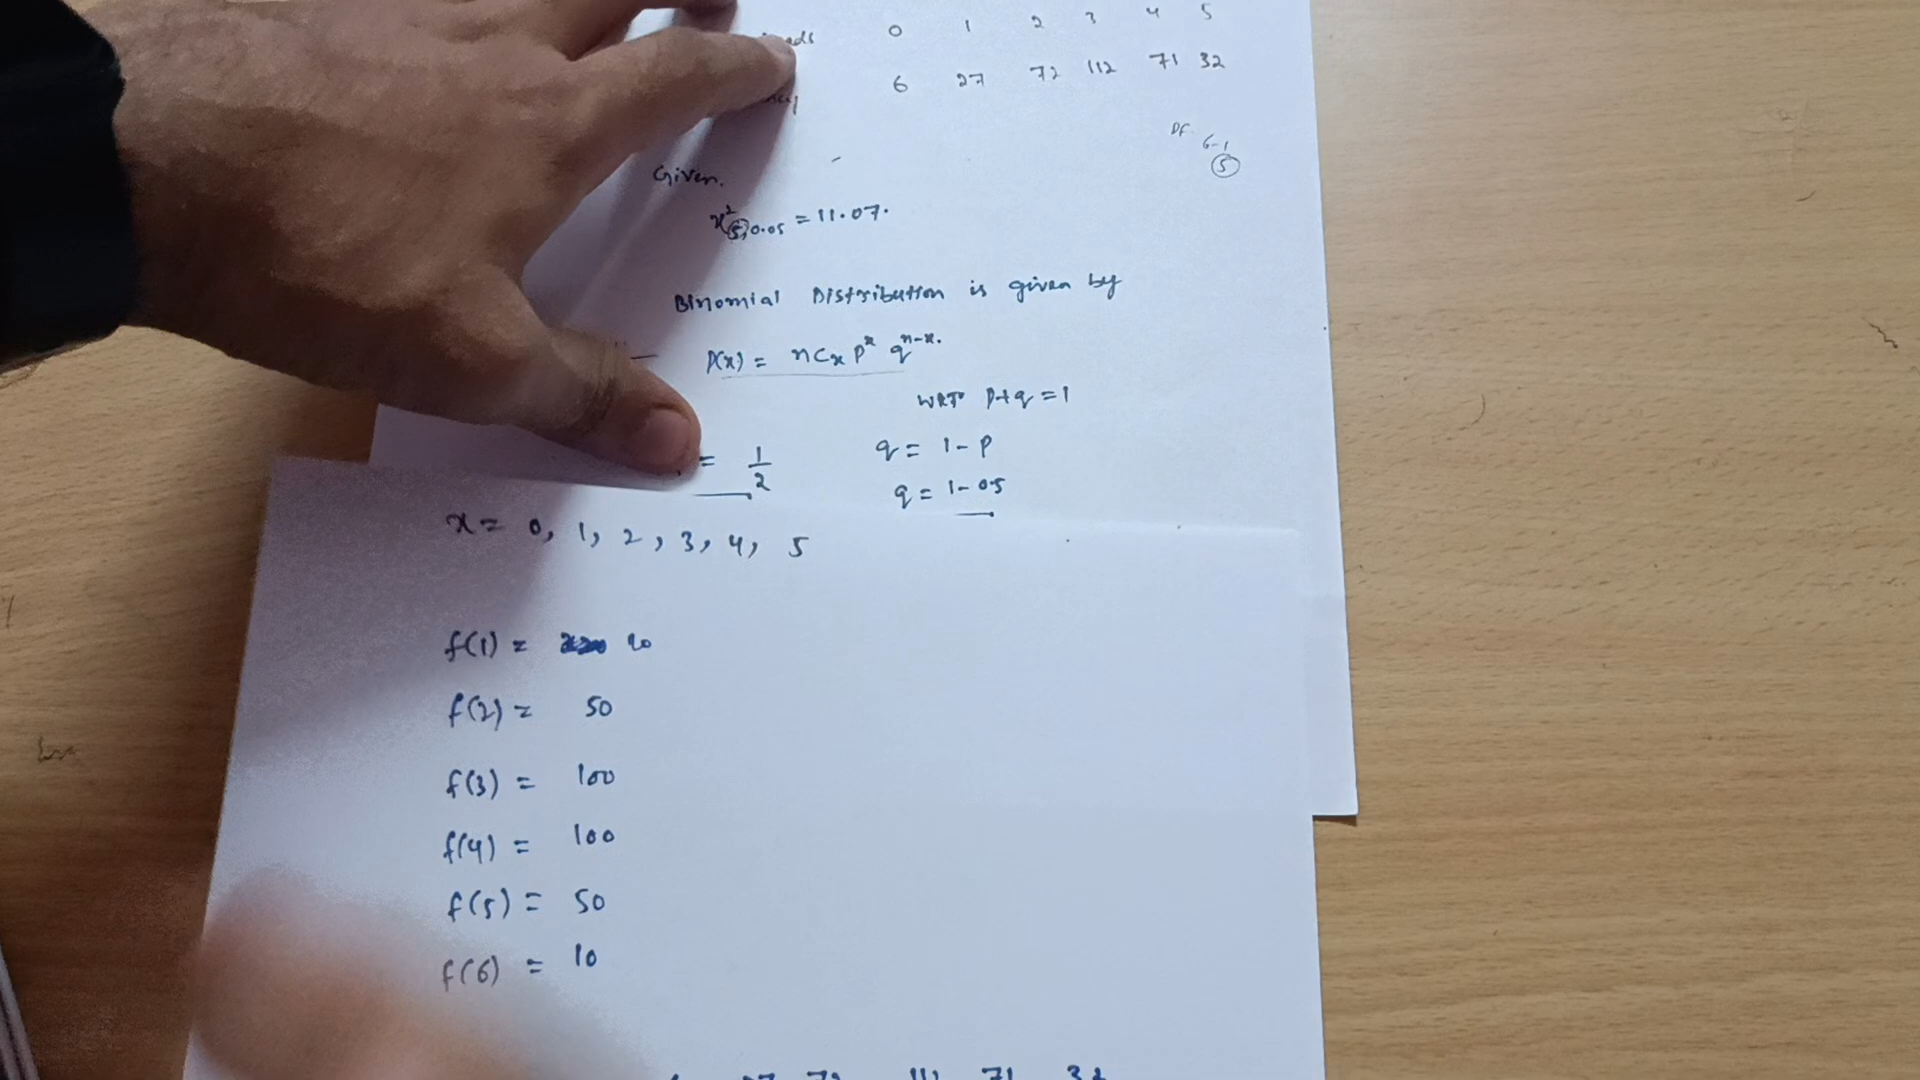 0 1 2 3 4 5
6 27 72 112 71 32
DF 6-1
5
Given.
x² 5,0.05 = 11.07.
Binomial Distribution is given by
P(x) = nCx p^x q^n-x.
WKT p+q = 1
= 1/2 q = 1-p
q = 1-0.5
x = 0, 1, 2, 3, 4, 5
f(1) = 10
f(2) = 50
f(3) = 100
f(4) = 100
f(5) = 50
f(6) = 10